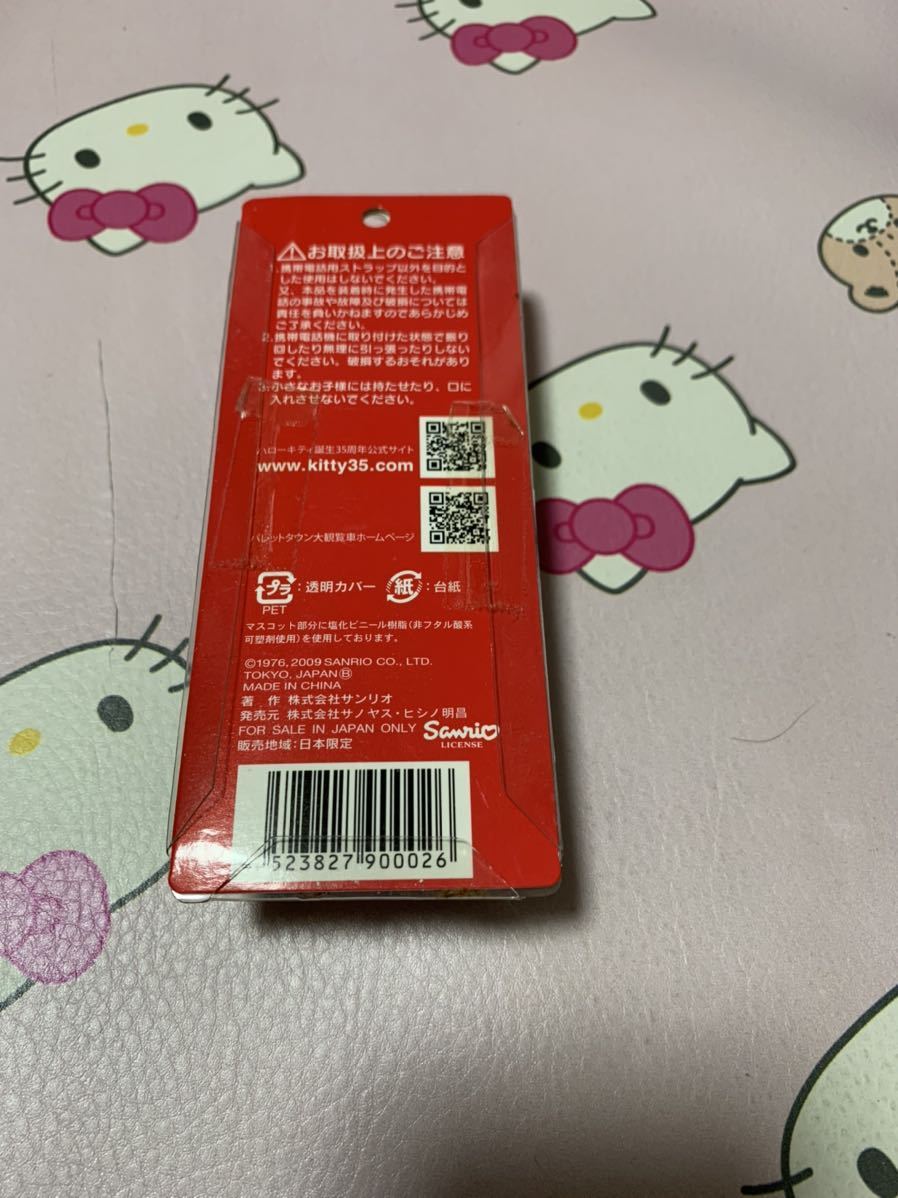 ⚠お取扱上のご注意
1.携帯電話用ストラップ以外を目的と
した使用はしないでください。
又、本品を装着時に発生した携帯電
話の事故や故障及び破損については
責任を負いかねますのであらかじめ
ご了承ください。
2.携帯電話機に取り付けた状態で振り
回したり無理に引っ張ったりしない
でください。破損するおそれがあり
ます。
3.小さなお子様には持たせたり、口に
入れさせないでください。
ハローキティ誕生35周年公式サイト
www.kitty35.com
パレットタウン大観覧車ホームページ
プラ :透明カバー 紙 :台紙
PET
マスコット部分に塩化ビニール樹脂(非フタル酸系
可塑剤使用)を使用しております。
©1976, 2009 SANRIO CO., LTD.
TOKYO, JAPAN Ⓑ
MADE IN CHINA
著 作 株式会社サンリオ
発売元 株式会社サノヤス・ヒシノ明昌
FOR SALE IN JAPAN ONLY
販売地域:日本限定
Sanrio
LICENSE
523827 900026